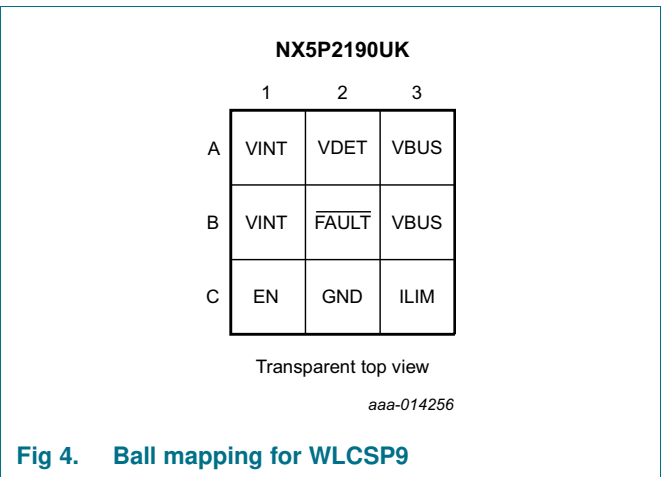 NX5P2190UK
1 2 3
A VINT VDET VBUS
B VINT FAULT VBUS
C EN GND ILIM
Transparent top view
aaa-014256
Fig 4. Ball mapping for WLCSP9